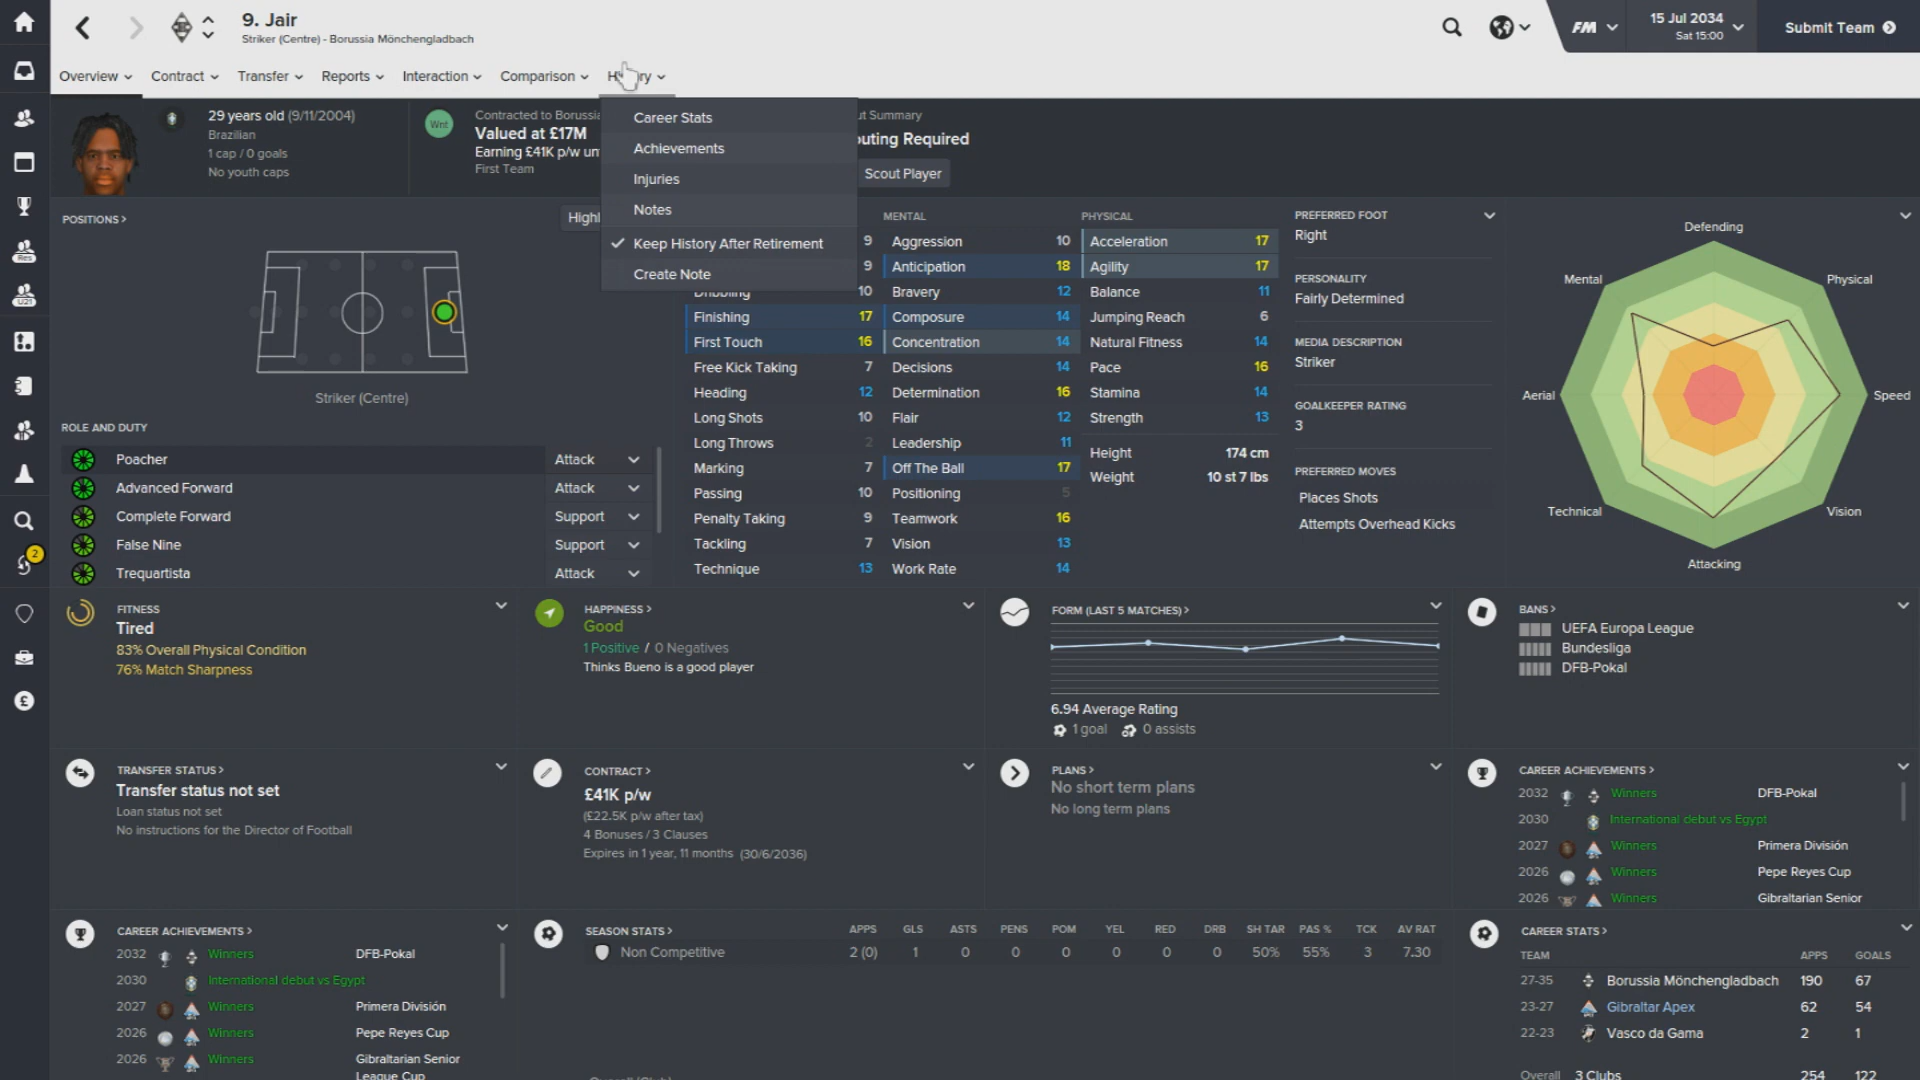 9. Jair
Striker (Centre) - Borussia Mönchengladbach
FM
15 Jul 2034
Sat 15:00
Submit Team
Overview
Contract
Transfer
Reports
Interaction
Comparison
History
Career Stats
Achievements
Injuries
Notes
Keep History After Retirement
Create Note
29 years old (9/11/2004)
Brazilian
1 cap / 0 goals
No youth caps
Wnt
Contracted to Borussia
Valued at £17M
Earning £41K p/w
First Team
Summary
Required
Scout Player
Res
U21
2
POSITIONS >
Striker (Centre)
ROLE AND DUTY
Poacher Attack
Advanced Forward Attack
Complete Forward Support
False Nine Support
Trequartista Attack
9
9
Dribbling 10
Finishing 17
First Touch 16
Free Kick Taking 7
Heading 12
Long Shots 10
Long Throws 2
Marking 7
Passing 10
Penalty Taking 9
Tackling 7
Technique 13
MENTAL
Aggression 10
Anticipation 18
Bravery 12
Composure 14
Concentration 14
Decisions 14
Determination 16
Flair 12
Leadership 11
Off The Ball 17
Positioning 5
Teamwork 16
Vision 13
Work Rate 14
PHYSICAL
Acceleration 17
Agility 17
Balance 11
Jumping Reach 6
Natural Fitness 14
Pace 16
Stamina 14
Strength 13
Height 174 cm
Weight 10 st 7 lbs
PREFERRED FOOT
Right
PERSONALITY
Fairly Determined
MEDIA DESCRIPTION
Striker
GOALKEEPER RATING
3
PREFERRED MOVES
Places Shots
Attempts Overhead Kicks
Defending
Physical
Speed
Vision
Attacking
Technical
Aerial
Mental
FITNESS
Tired
83% Overall Physical Condition
76% Match Sharpness
HAPPINESS >
Good
1 Positive / 0 Negatives
Thinks Bueno is a good player
FORM (LAST 5 MATCHES) >
6.94 Average Rating
1 goal 0 assists
BANS >
UEFA Europa League
Bundesliga
DFB-Pokal
TRANSFER STATUS >
Transfer status not set
Loan status not set
No instructions for the Director of Football
CONTRACT >
£41K p/w
(£22.5K p/w after tax)
4 Bonuses / 3 Clauses
Expires in 1 year, 11 months (30/6/2036)
PLANS >
No short term plans
No long term plans
CAREER ACHIEVEMENTS >
2032 Winners DFB-Pokal
2030 International debut vs Egypt
2027 Winners Primera División
2026 Winners Pepe Reyes Cup
2026 Winners Gibraltarian Senior
CAREER ACHIEVEMENTS >
2032 Winners DFB-Pokal
2030 International debut vs Egypt
2027 Winners Primera División
2026 Winners Pepe Reyes Cup
2026 Winners Gibraltarian Senior
League Cup
SEASON STATS > APPS GLS ASTS PENS POM YEL RED DRB SH TAR PAS % TCK AV RAT
Non Competitive 2 (0) 1 0 0 0 0 0 0 50% 55% 3 7.30
CAREER STATS >
TEAM APPS GOALS
27-35 Borussia Mönchengladbach 190 67
23-27 Gibraltar Apex 62 54
22-23 Vasco da Gama 2 1
Overall 3 Clubs 254 122